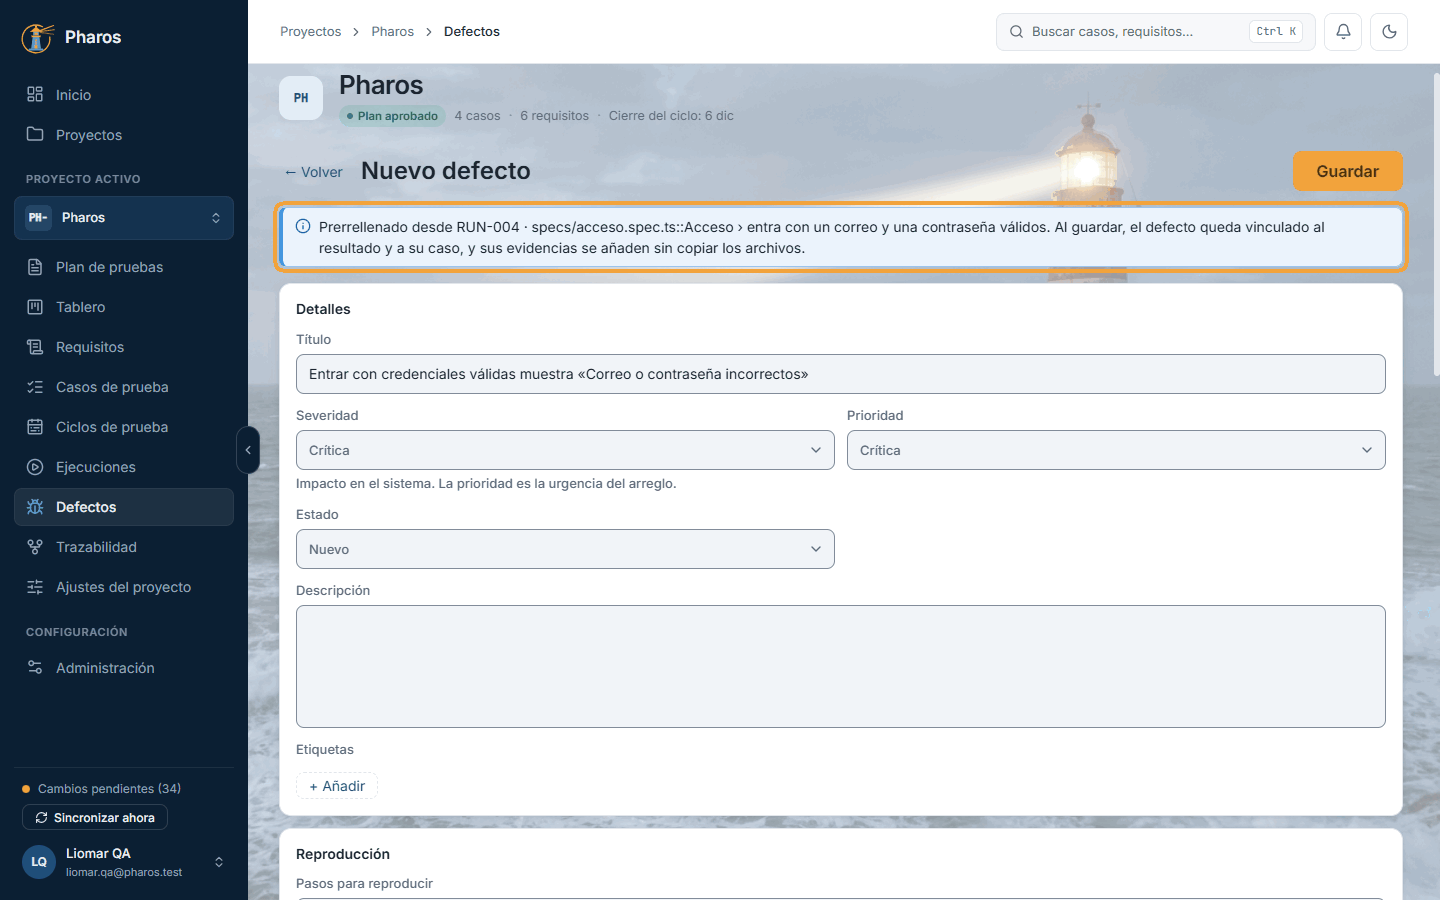 Pharos
Inicio
Proyectos
PROYECTO ACTIVO
PH- Pharos
Plan de pruebas
Tablero
Requisitos
Casos de prueba
Ciclos de prueba
Ejecuciones
Defectos
Trazabilidad
Ajustes del proyecto
CONFIGURACIÓN
Administración
Cambios pendientes (34)
Sincronizar ahora
LQ
Liomar QA
liomar.qa@pharos.test
Proyectos > Pharos > Defectos
Buscar casos, requisitos... Ctrl K
PH
Pharos
Plan aprobado 4 casos · 6 requisitos · Cierre del ciclo: 6 dic
← Volver Nuevo defecto
Guardar
Prerrellenado desde RUN-004 · specs/acceso.spec.ts::Acceso › entra con un correo y una contraseña válidos. Al guardar, el defecto queda vinculado al
resultado y a su caso, y sus evidencias se añaden sin copiar los archivos.
Detalles
Título
Entrar con credenciales válidas muestra «Correo o contraseña incorrectos»
Severidad Prioridad
Crítica Crítica
Impacto en el sistema. La prioridad es la urgencia del arreglo.
Estado
Nuevo
Descripción
Etiquetas
+ Añadir
Reproducción
Pasos para reproducir